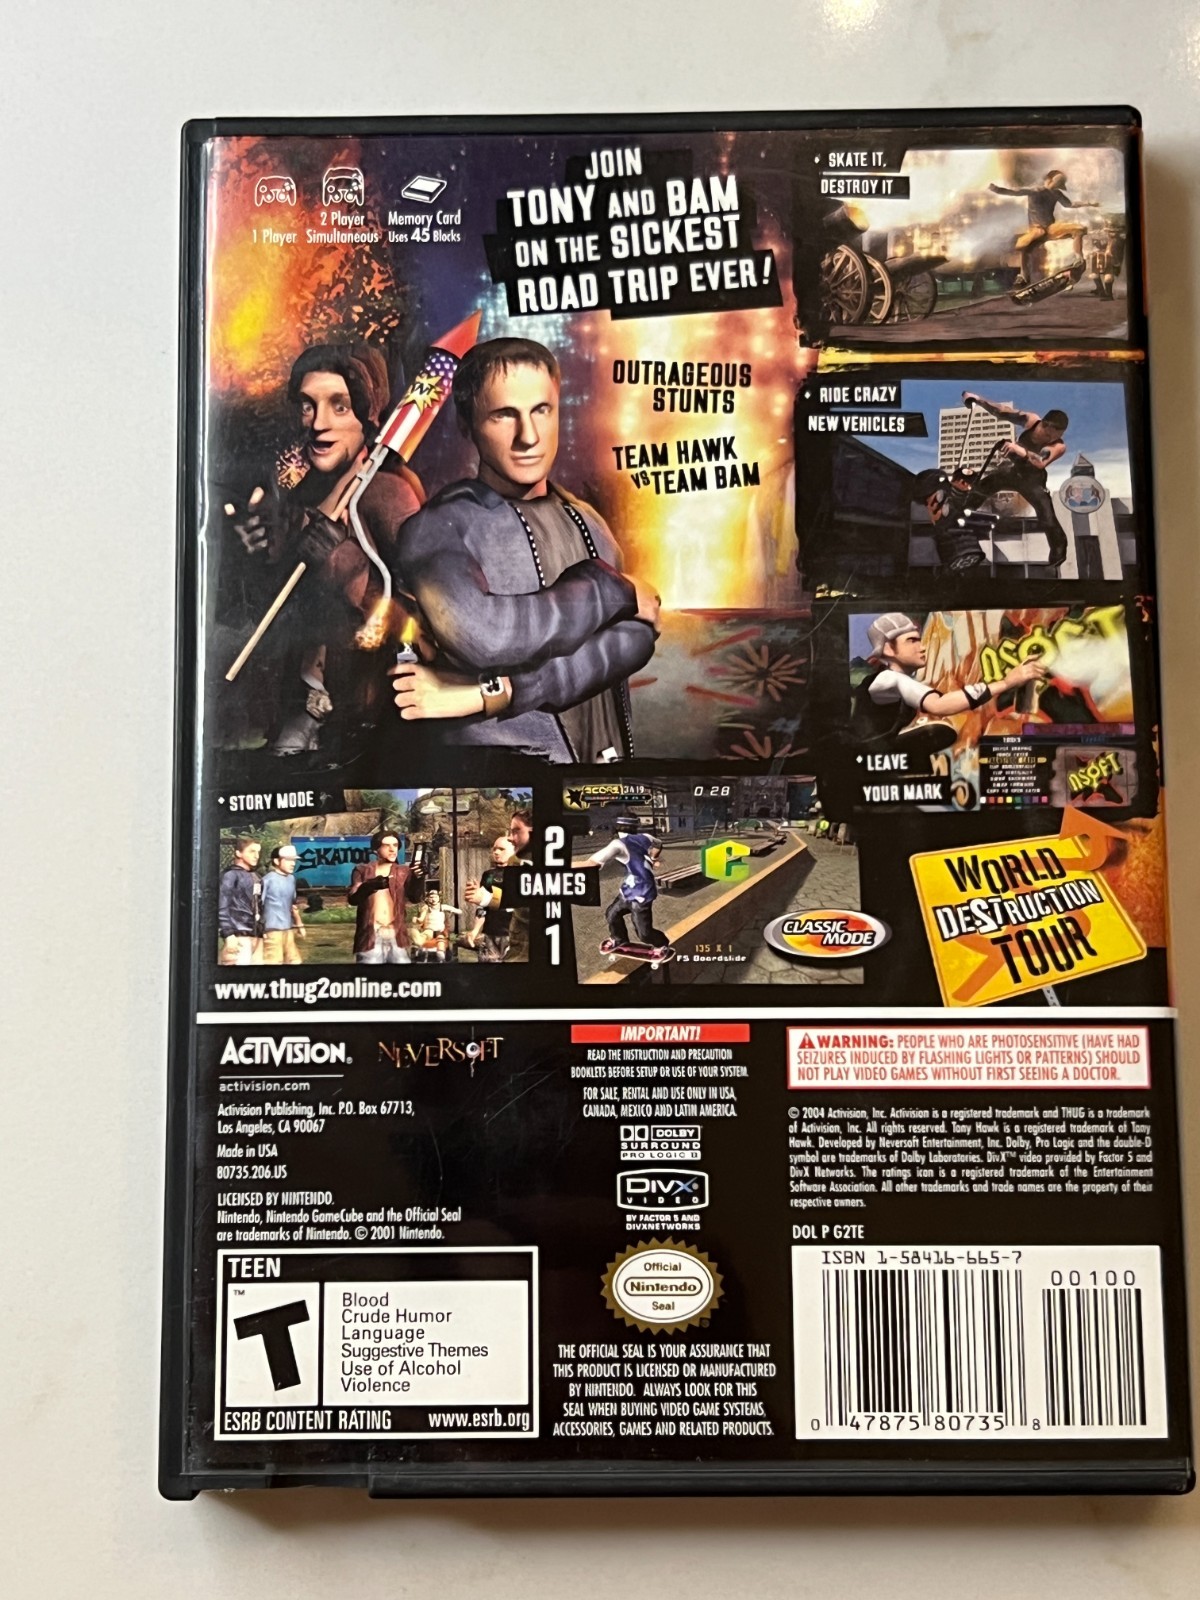 JOIN
TONY AND BAM
ON THE SICKEST
ROAD TRIP EVER!
1 Player
2 Player
Simultaneous
Memory Card
Uses 45 Blocks
OUTRAGEOUS
STUNTS
TEAM HAWK
VS TEAM BAM
• SKATE IT,
DESTROY IT
• RIDE CRAZY
NEW VEHICLES
NSOFT
• LEAVE
YOUR MARK
NSOFT
• STORY MODE
2
GAMES
IN
1
SCORE 3419
0 28
135 X 1
FS Boardslide
CLASSIC
MODE
WORLD
DESTRUCTION
TOUR
www.thug2online.com
ACTIVISION®
activision.com
NEVERSOFT
Activision Publishing, Inc. P.O. Box 67713,
Los Angeles, CA 90067
Made in USA
80735.206.US
LICENSED BY NINTENDO.
Nintendo, Nintendo GameCube and the Official Seal
are trademarks of Nintendo. © 2001 Nintendo.
TEEN
TM
T
Blood
Crude Humor
Language
Suggestive Themes
Use of Alcohol
Violence
ESRB CONTENT RATING www.esrb.org
IMPORTANT!
READ THE INSTRUCTION AND PRECAUTION
BOOKLETS BEFORE SETUP OR USE OF YOUR SYSTEM.
FOR SALE, RENTAL AND USE ONLY IN USA,
CANADA, MEXICO AND LATIN AMERICA.
DOLBY
SURROUND
PRO LOGIC II
DIVX
VIDEO
BY FACTOR 5 AND
DIVXNETWORKS
Official
Nintendo
Seal
THE OFFICIAL SEAL IS YOUR ASSURANCE THAT
THIS PRODUCT IS LICENSED OR MANUFACTURED
BY NINTENDO. ALWAYS LOOK FOR THIS
SEAL WHEN BUYING VIDEO GAME SYSTEMS,
ACCESSORIES, GAMES AND RELATED PRODUCTS.
WARNING: PEOPLE WHO ARE PHOTOSENSITIVE (HAVE HAD
SEIZURES INDUCED BY FLASHING LIGHTS OR PATTERNS) SHOULD
NOT PLAY VIDEO GAMES WITHOUT FIRST SEEING A DOCTOR.
© 2004 Activision, Inc. Activision is a registered trademark and THUG is a trademark
of Activision, Inc. All rights reserved. Tony Hawk is a registered trademark of Tony
Hawk. Developed by Neversoft Entertainment, Inc. Dolby, Pro Logic and the double-D
symbol are trademarks of Dolby Laboratories. DivX™ video provided by Factor 5 and
DivX Networks. The ratings icon is a registered trademark of the Entertainment
Software Association. All other trademarks and trade names are the property of their
respective owners.
DOL P G2TE
ISBN 1-58416-665-7
00100
0 47875 80735 8